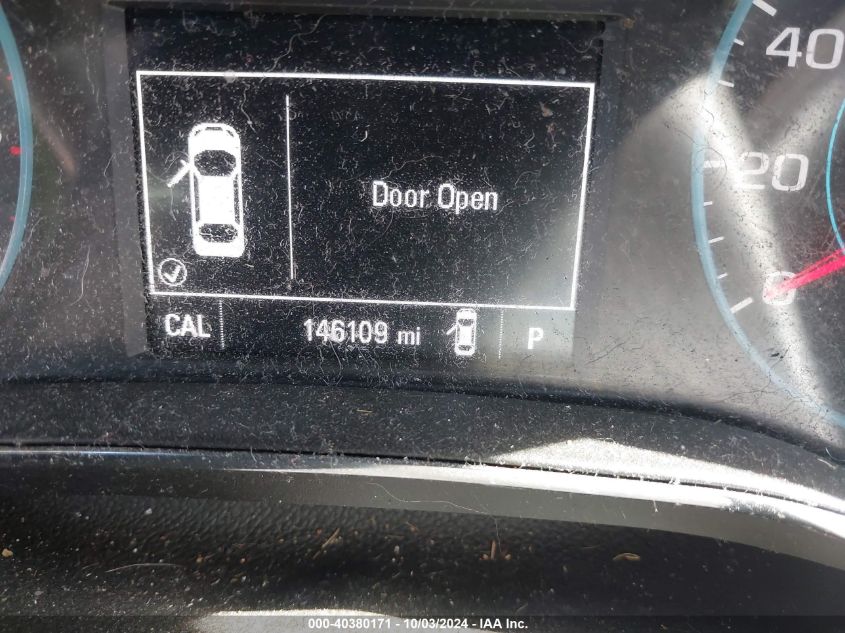 40
20
0
Door Open
CAL 146109 mi P
000-40380171 - 10/03/2024 - IAA Inc.